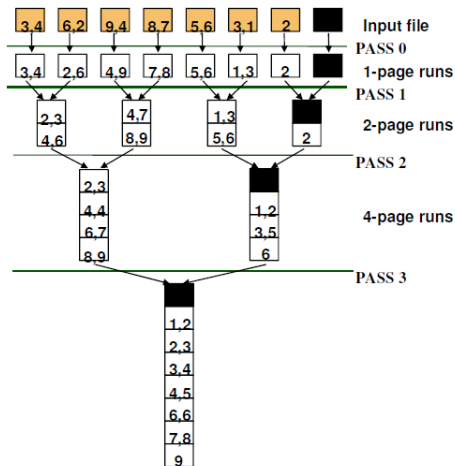 3,4 6,2 9,4 8,7 5,6 3,1 2 Input file
PASS 0
3,4 2,6 4,9 7,8 5,6 1,3 2 1-page runs
PASS 1
2,3 4,7 1,3 2-page runs
4,6 8,9 5,6 2
PASS 2
2,3
4,4 1,2 4-page runs
6,7 3,5
8,9 6
PASS 3
1,2
2,3
3,4
4,5
6,6
7,8
9